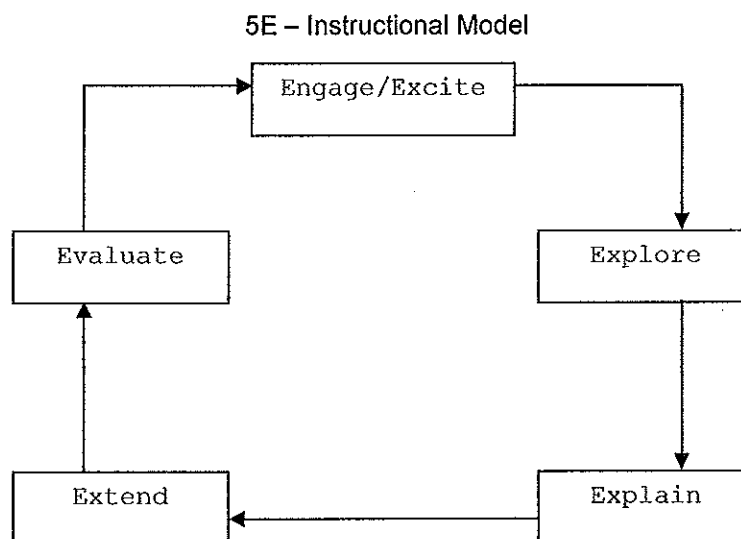 5E – Instructional Model
Engage/Excite
Evaluate
Explore
Extend
Explain